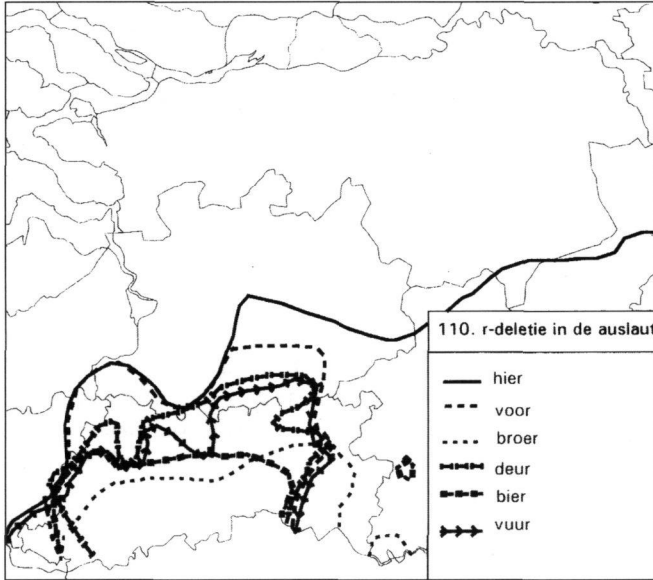 110. r-deletie in de auslaut
hier
voor
broer
deur
bier
vuur